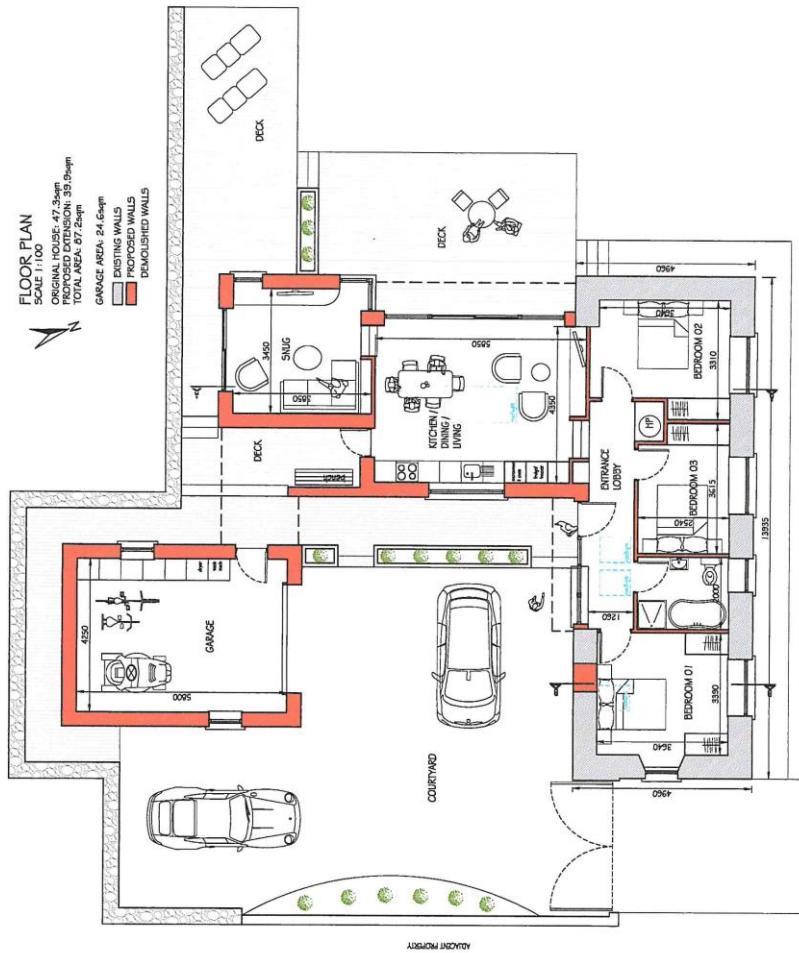 FLOOR PLAN
SCALE 1:100
ORIGINAL HOUSE: 47.3sqm
PROPOSED EXTENSION: 39.9sqm
TOTAL AREA: 87.2sqm
GARAGE AREA: 24.6sqm
EXISTING WALLS
PROPOSED WALLS
DEMOLISHED WALLS
DECK
DECK
DECK
SNUG
3450
3850
KITCHEN /
DINING /
LIVING
5850
4350
bench
GARAGE
4250
5800
dryer
COURTYARD
ENTRANCE
LOBBY
1260
HP
BEDROOM 02
3640
3310
BEDROOM 03
2540
3615
2000
BEDROOM 01
3640
3390
4960
4960
13935
ADJACENT PROPERTY